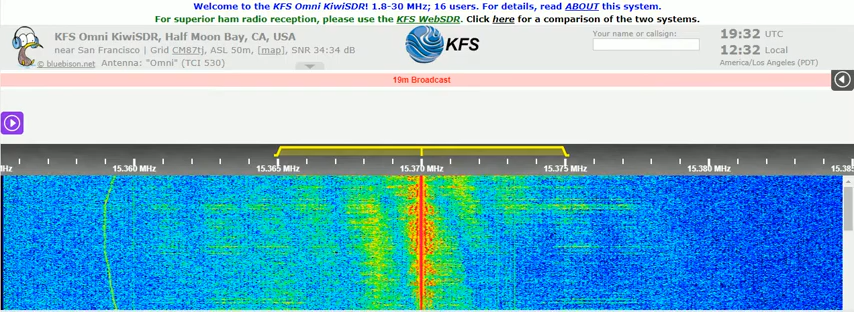 Welcome to the KFS Omni KiwiSDR! 1.8-30 MHz; 16 users. For details, read ABOUT this system.
For superior ham radio reception, please use the KFS WebSDR. Click here for a comparison of the two systems.
KFS Omni KiwiSDR, Half Moon Bay, CA, USA
near San Francisco | Grid CM87tj, ASL 50m, [map], SNR 34:34 dB
© bluebison.net Antenna: "Omni" (TCI 530)
KFS
Your name or callsign:
19:32 UTC
12:32 Local
America/Los Angeles (PDT)
19m Broadcast
Hz 15.360 MHz 15.365 MHz 15.370 MHz 15.375 MHz 15.380 MHz 15.385